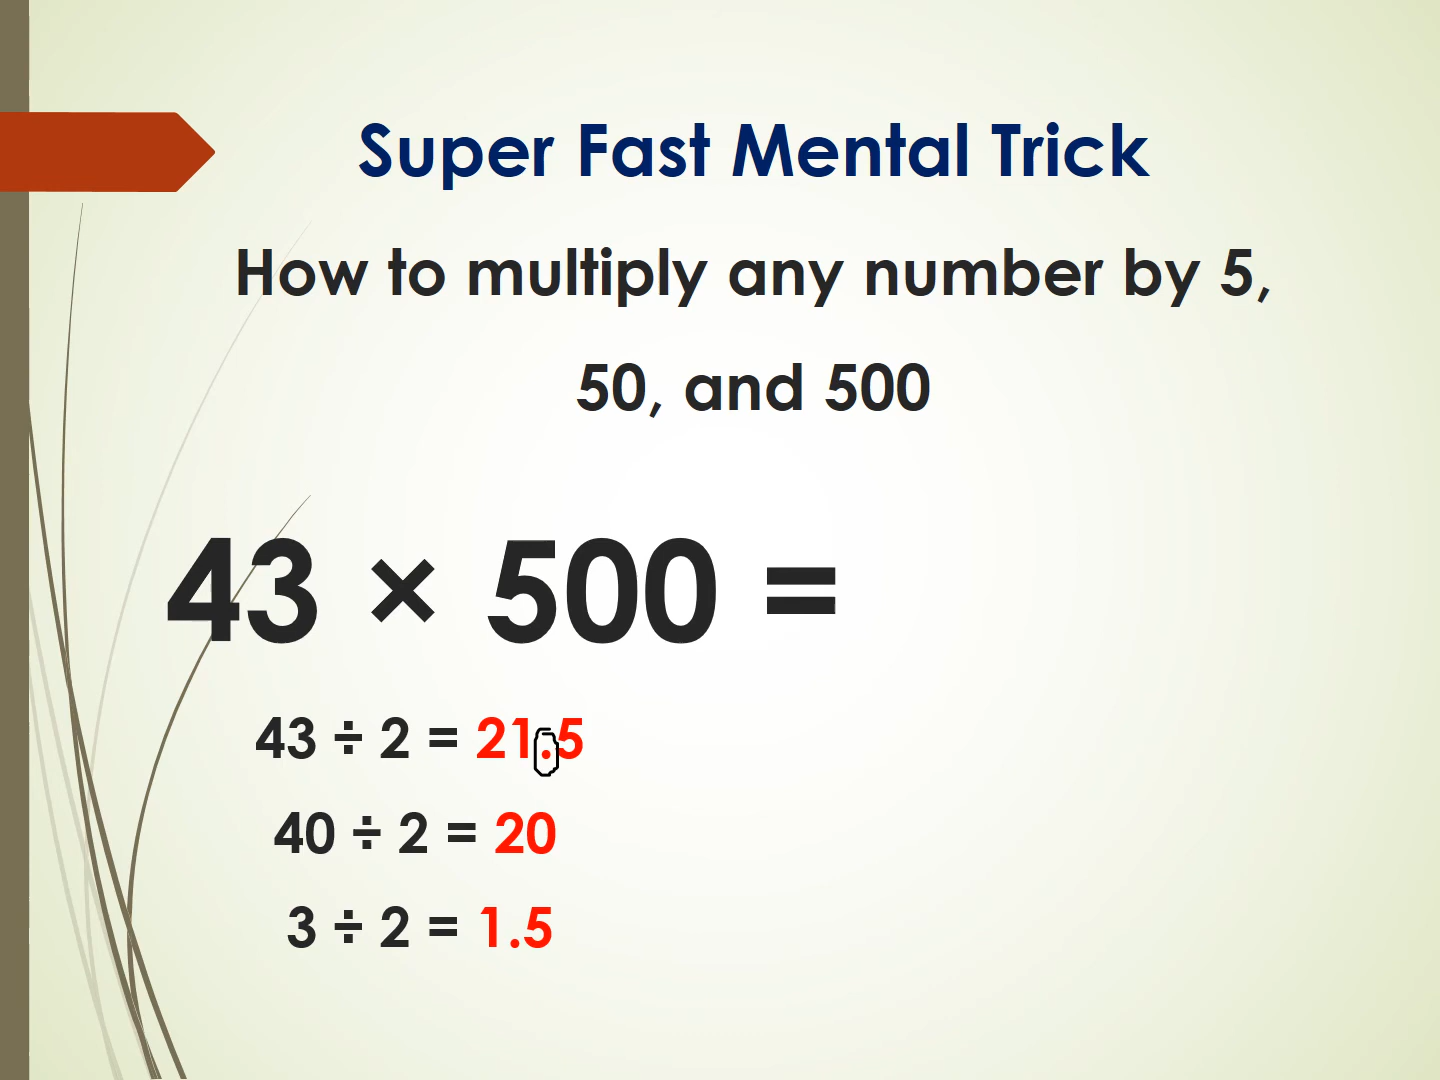 Super Fast Mental Trick
How to multiply any number by 5,
50, and 500
43 × 500 =
43 ÷ 2 = 21.5
40 ÷ 2 = 20
3 ÷ 2 = 1.5